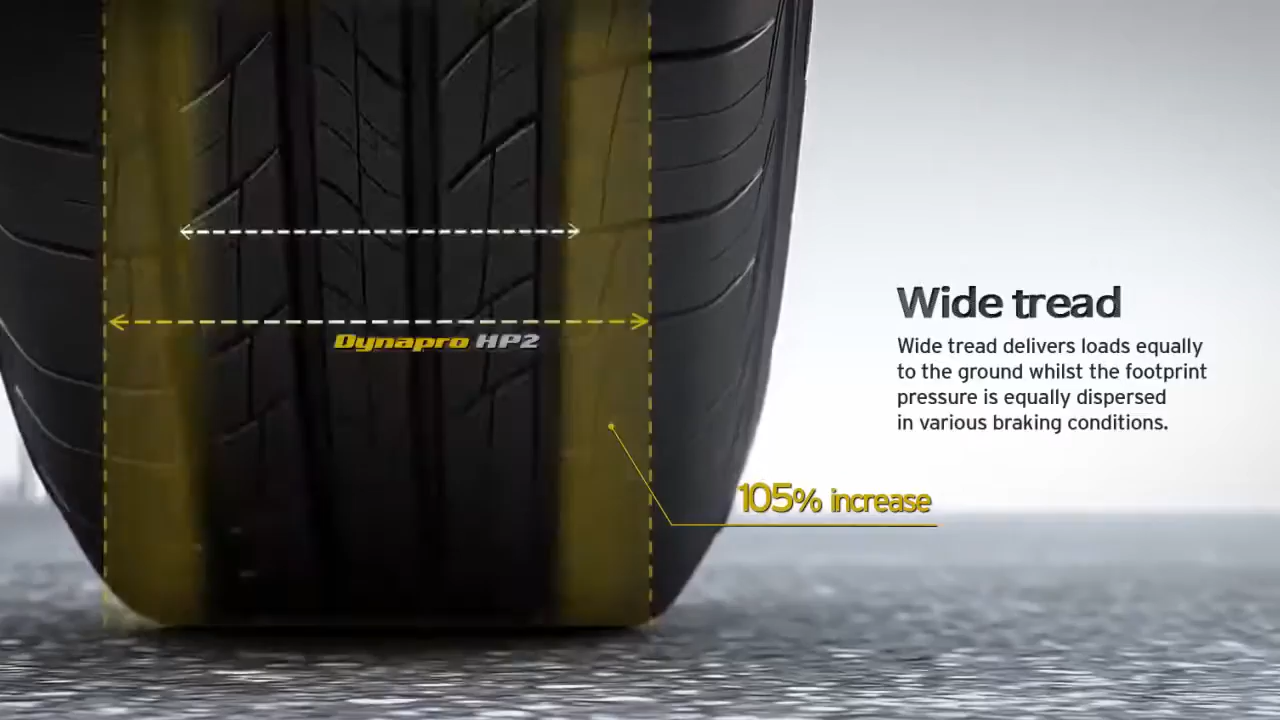 Dynapro HP2
Wide tread
Wide tread delivers loads equally
to the ground whilst the footprint
pressure is equally dispersed
in various braking conditions.
105% increase